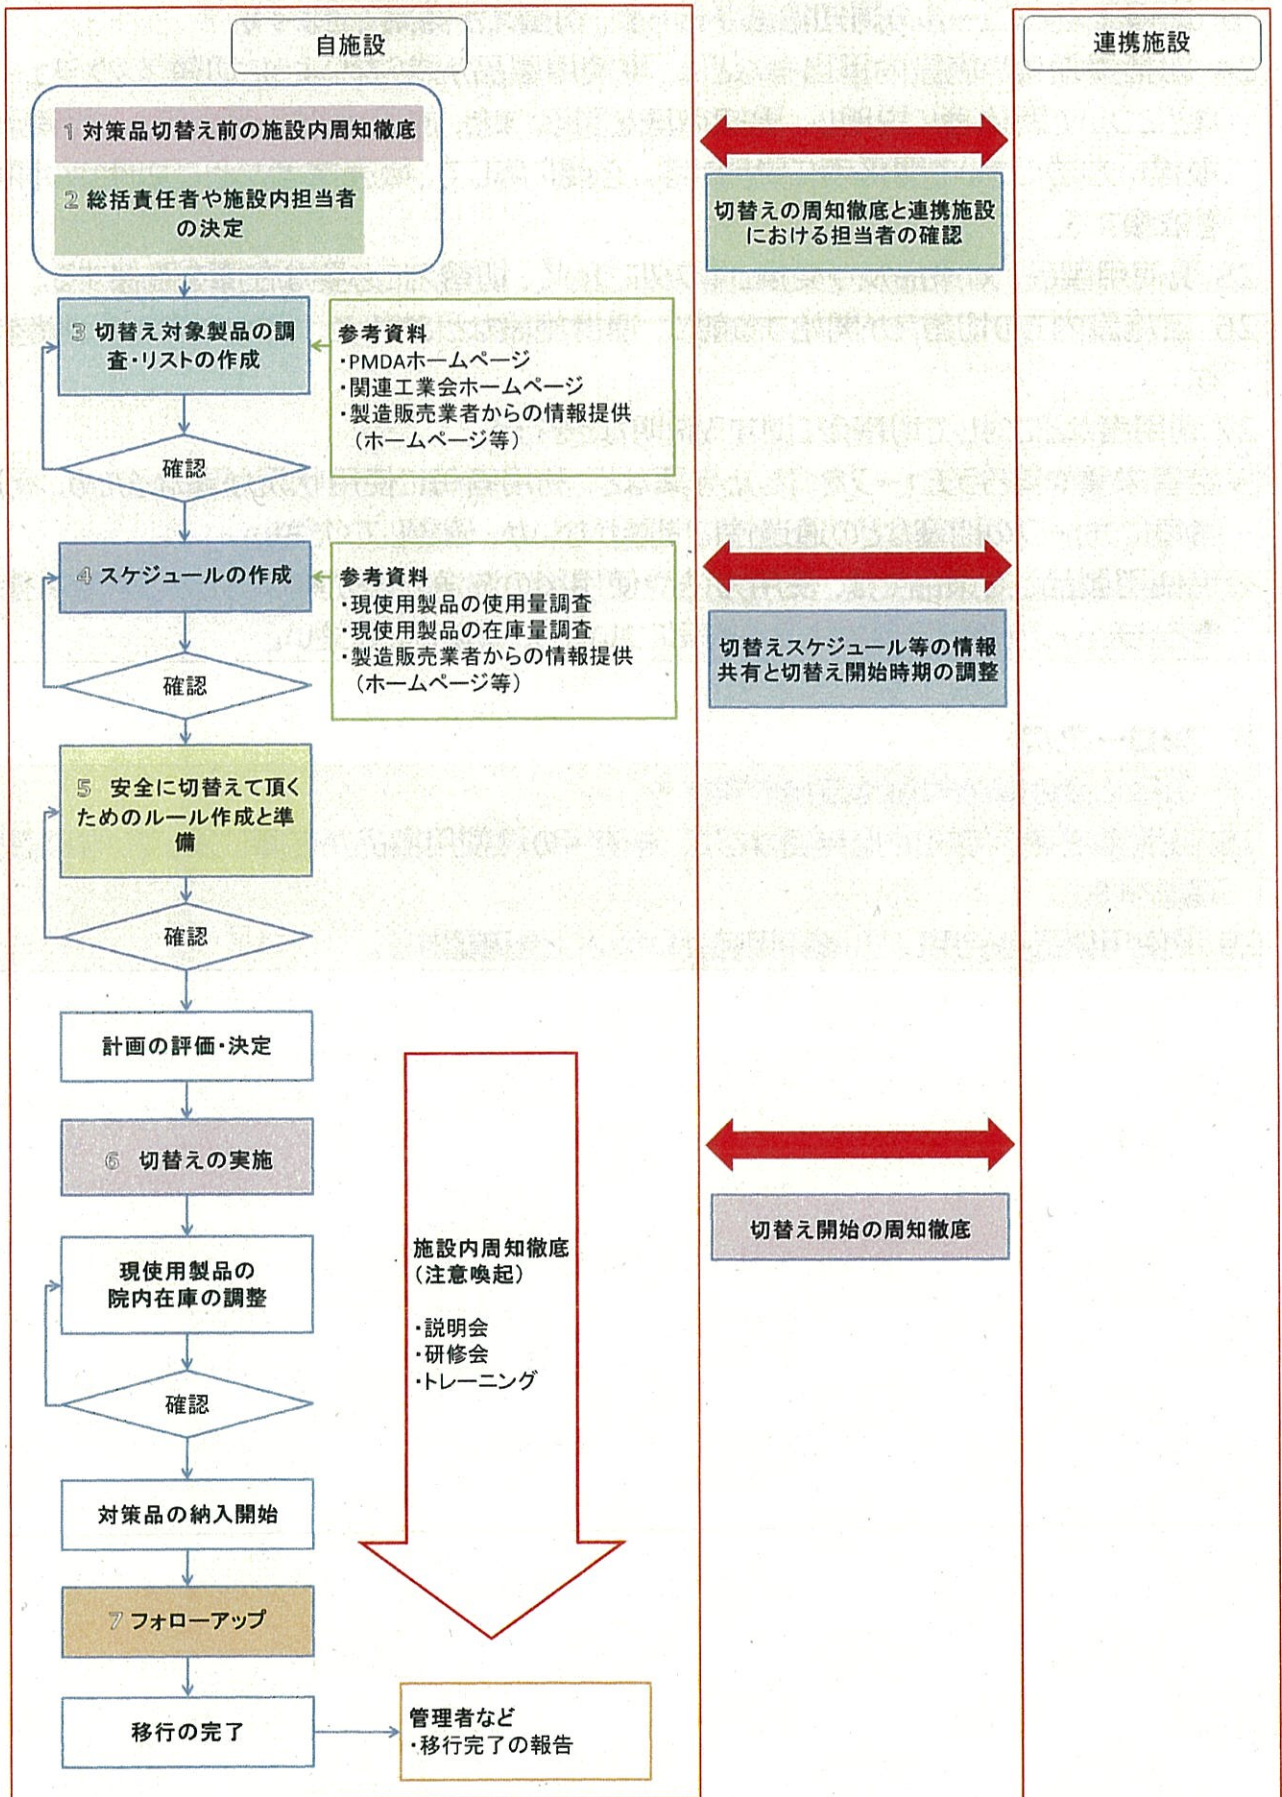 自施設
連携施設
1 対策品切替え前の施設内周知徹底
2 総括責任者や施設内担当者
の決定
切替えの周知徹底と連携施設
における担当者の確認
3 切替え対象製品の調
査・リストの作成
参考資料
・PMDAホームページ
・関連工業会ホームページ
・製造販売業者からの情報提供
(ホームページ等)
確認
4 スケジュールの作成
参考資料
・現使用製品の使用量調査
・現使用製品の在庫量調査
・製造販売業者からの情報提供
(ホームページ等)
切替えスケジュール等の情報
共有と切替え開始時期の調整
確認
5 安全に切替えて頂く
ためのルール作成と準
備
確認
計画の評価・決定
6 切替えの実施
切替え開始の周知徹底
現使用製品の
院内在庫の調整
施設内周知徹底
(注意喚起)
・説明会
・研修会
・トレーニング
確認
対策品の納入開始
7 フォローアップ
移行の完了
管理者など
・移行完了の報告